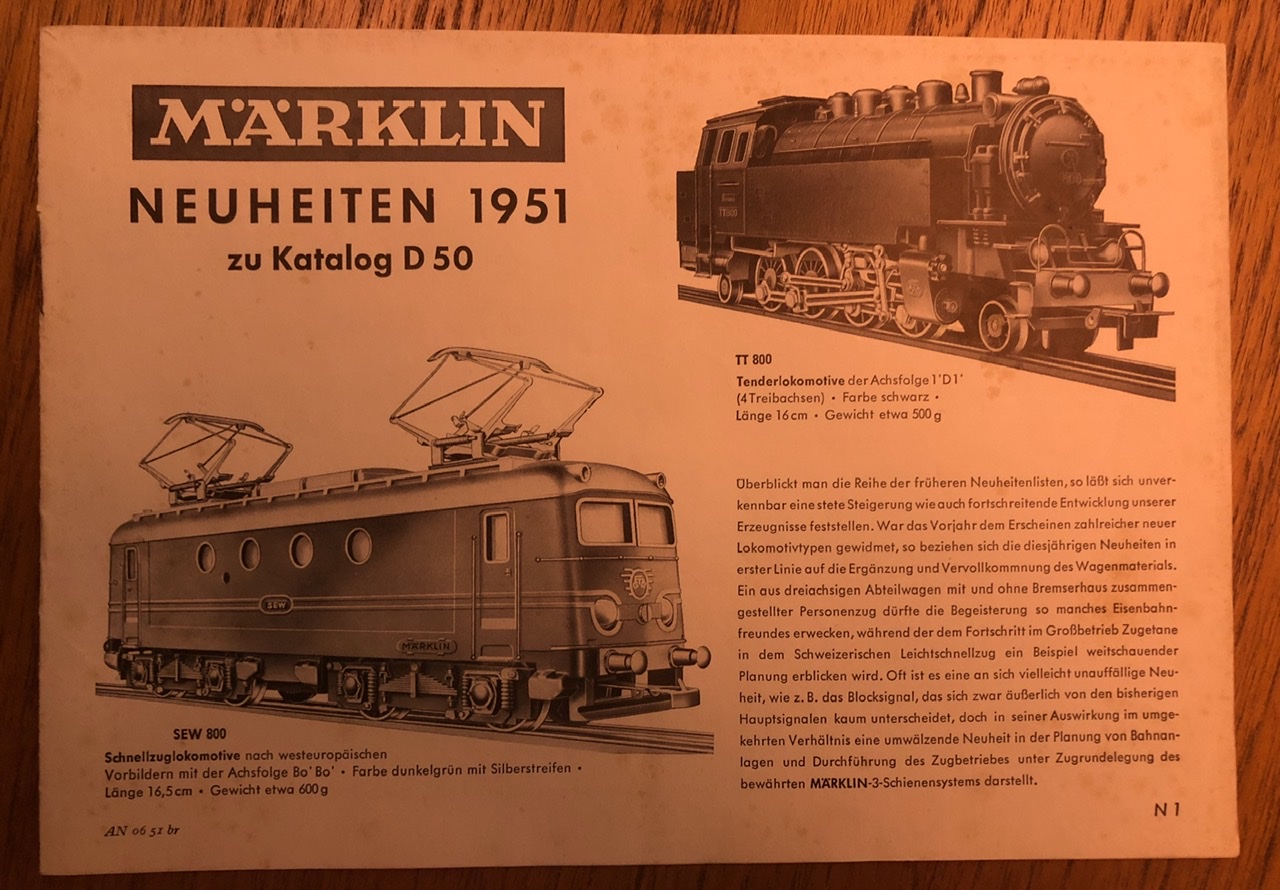 MÄRKLIN
NEUHEITEN 1951
zu Katalog D 50
TT 800
TT 800
Tenderlokomotive der Achsfolge 1'D1'
(4 Treibachsen) • Farbe schwarz •
Länge 16 cm • Gewicht etwa 500 g
SEW
MÄRKLIN
SEW 800
Schnellzuglokomotive nach westeuropäischen
Vorbildern mit der Achsfolge Bo'Bo' • Farbe dunkelgrün mit Silberstreifen •
Länge 16,5 cm • Gewicht etwa 600 g
AN 06 51 br
Überblickt man die Reihe der früheren Neuheitenlisten, so läßt sich unver-
kennbar eine stete Steigerung wie auch fortschreitende Entwicklung unserer
Erzeugnisse feststellen. War das Vorjahr dem Erscheinen zahlreicher neuer
Lokomotivtypen gewidmet, so beziehen sich die diesjährigen Neuheiten in
erster Linie auf die Ergänzung und Vervollkommnung des Wagenmaterials.
Ein aus dreiachsigen Abteilwagen mit und ohne Bremserhaus zusammen-
gestellter Personenzug dürfte die Begeisterung so manches Eisenbahn-
freundes erwecken, während der dem Fortschritt im Großbetrieb Zugetane
in dem Schweizerischen Leichtschnellzug ein Beispiel weitschauender
Planung erblicken wird. Oft ist es eine an sich vielleicht unauffällige Neu-
heit, wie z. B. das Blocksignal, das sich zwar äußerlich von den bisherigen
Hauptsignalen kaum unterscheidet, doch in seiner Auswirkung im umge-
kehrten Verhältnis eine umwälzende Neuheit in der Planung von Bahnan-
lagen und Durchführung des Zugbetriebes unter Zugrundelegung des
bewährten MÄRKLIN-3-Schienensystems darstellt.
N 1